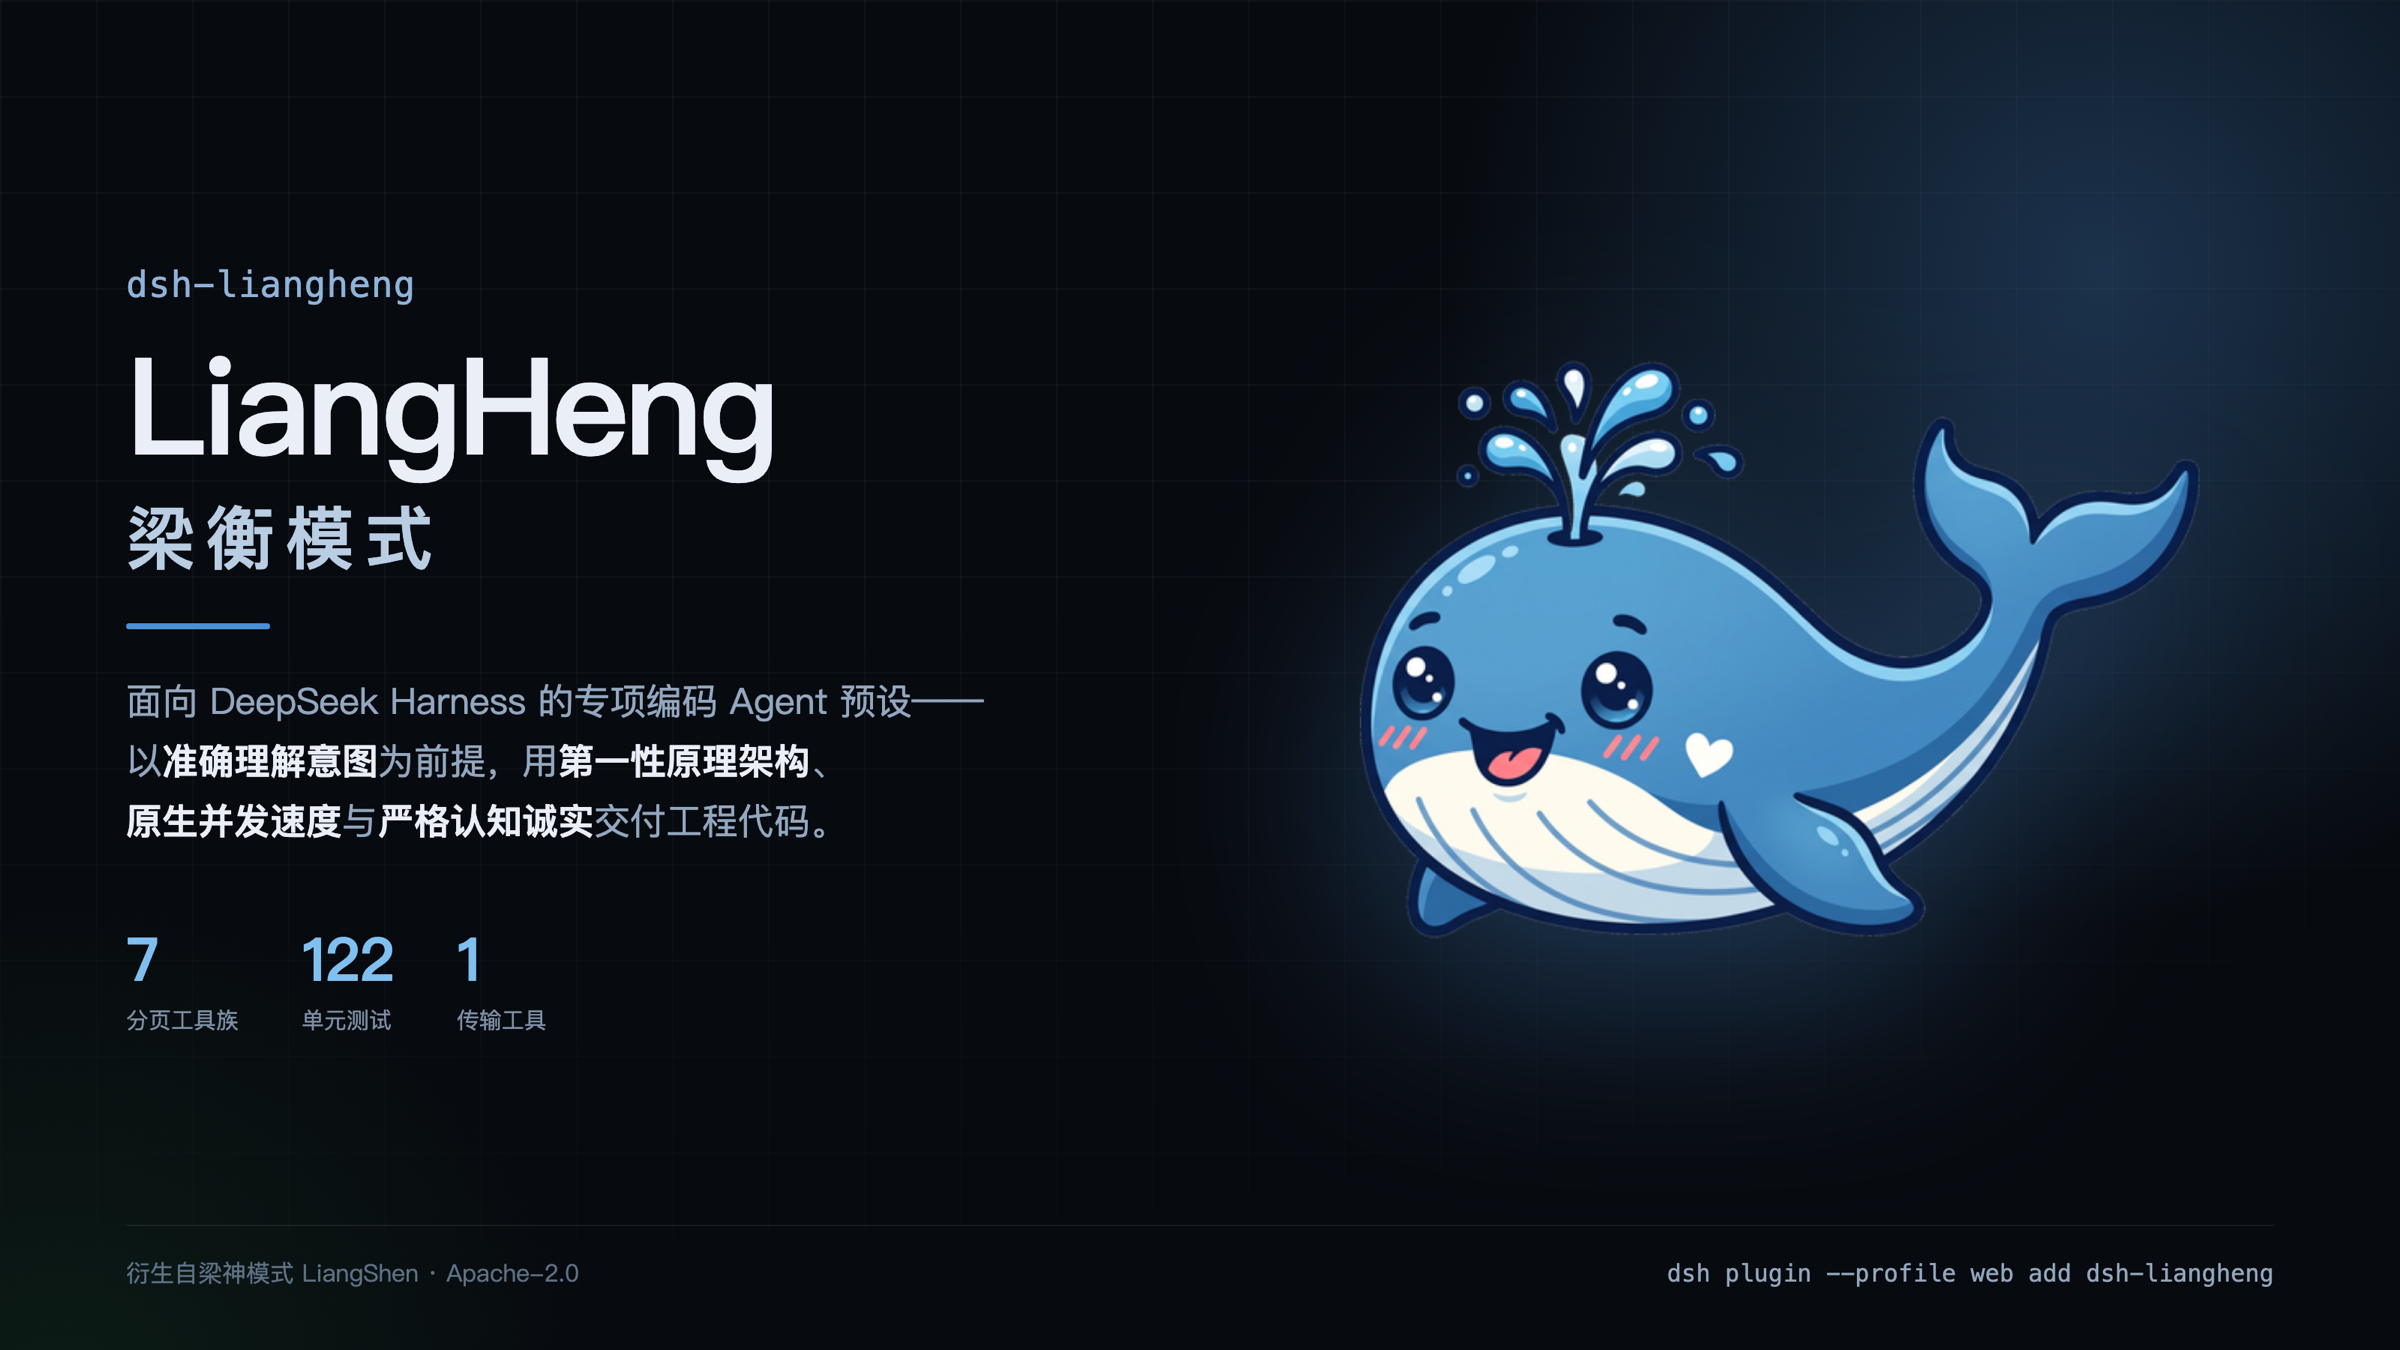 dsh-liangheng
LiangHeng
梁衡模式
面向 DeepSeek Harness 的专项编码 Agent 预设——
以准确理解意图为前提，用第一性原理架构、
原生并发速度与严格认知诚实交付工程代码。
7 122 1
分页工具族 单元测试 传输工具
衍生自梁神模式 LiangShen · Apache-2.0
dsh plugin --profile web add dsh-liangheng